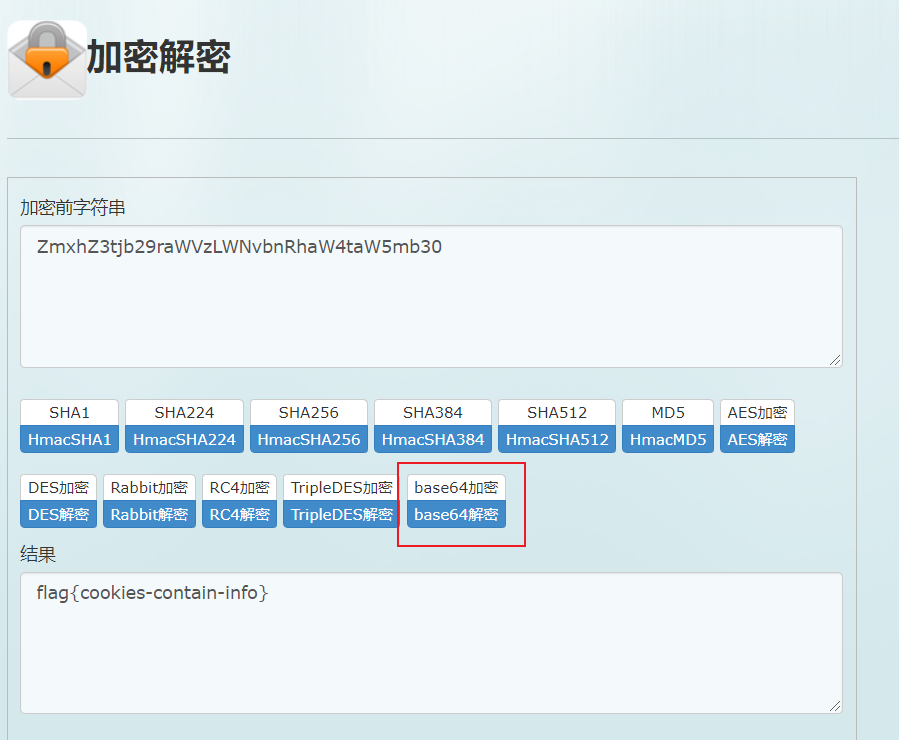 加密解密
加密前字符串
ZmxhZ3tjb29raWVzLWNvbnRhaW4taW5mb30
SHA1 SHA224 SHA256 SHA384 SHA512 MD5 AES加密
HmacSHA1 HmacSHA224 HmacSHA256 HmacSHA384 HmacSHA512 HmacMD5 AES解密
DES加密 Rabbit加密 RC4加密 TripleDES加密 base64加密
DES解密 Rabbit解密 RC4解密 TripleDES解密 base64解密
结果
flag{cookies-contain-info}